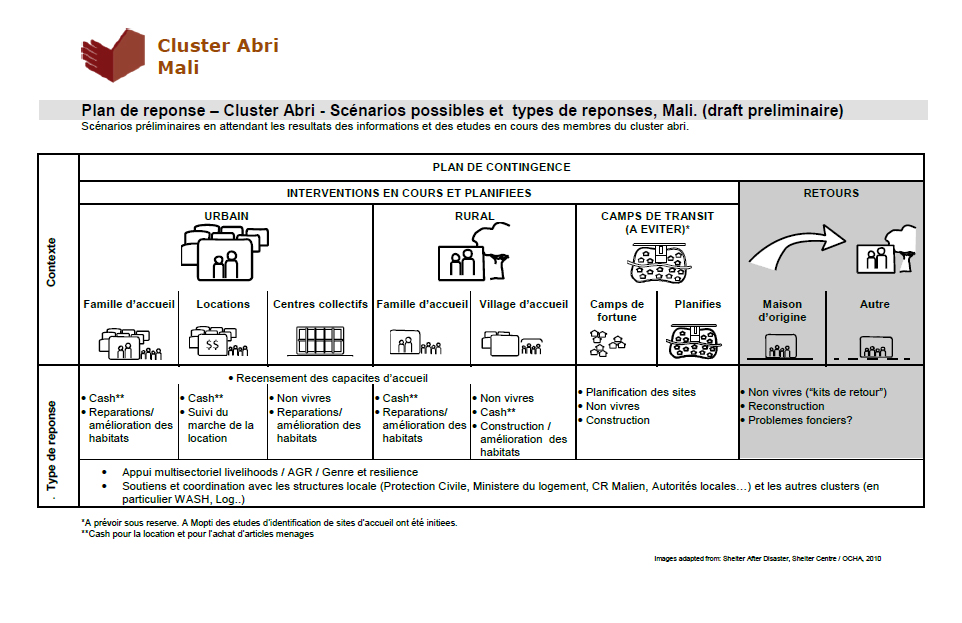 Cluster Abri
Mali
Plan de reponse – Cluster Abri - Scénarios possibles et types de reponses, Mali. (draft preliminaire)
Scénarios préliminaires en attendant les resultats des informations et des etudes en cours des membres du cluster abri.
Contexte
PLAN DE CONTINGENCE
INTERVENTIONS EN COURS ET PLANIFIEES
RETOURS
URBAIN
RURAL
CAMPS DE TRANSIT
(A EVITER)*
Famille d'accueil
Locations
$$
Centres collectifs
Famille d'accueil
Village d'accueil
Camps de
fortune
Planifies
Maison
d'origine
Autre
. Type de reponse
• Recensement des capacites d'accueil
• Cash**
• Reparations/
amélioration des
habitats
• Cash**
• Suivi du
marche de la
location
• Non vivres
• Reparations/
amélioration des
habitats
• Cash**
• Reparations/
amélioration des
habitats
• Non vivres
• Cash**
• Construction /
amélioration des
habitats
• Planification des sites
• Non vivres
• Construction
• Non vivres ("kits de retour")
• Reconstruction
• Problemes fonciers?
• Appui multisectoriel livelihoods / AGR / Genre et resilience
• Soutiens et coordination avec les structures locale (Protection Civile, Ministere du logement, CR Malien, Autorités locales…) et les autres clusters (en
particulier WASH, Log..)
*A prévoir sous reserve. A Mopti des etudes d'identification de sites d'accueil ont été initiees.
**Cash pour la location et pour l'achat d'articles menages
Images adapted from: Shelter After Disaster, Shelter Centre / OCHA, 2010